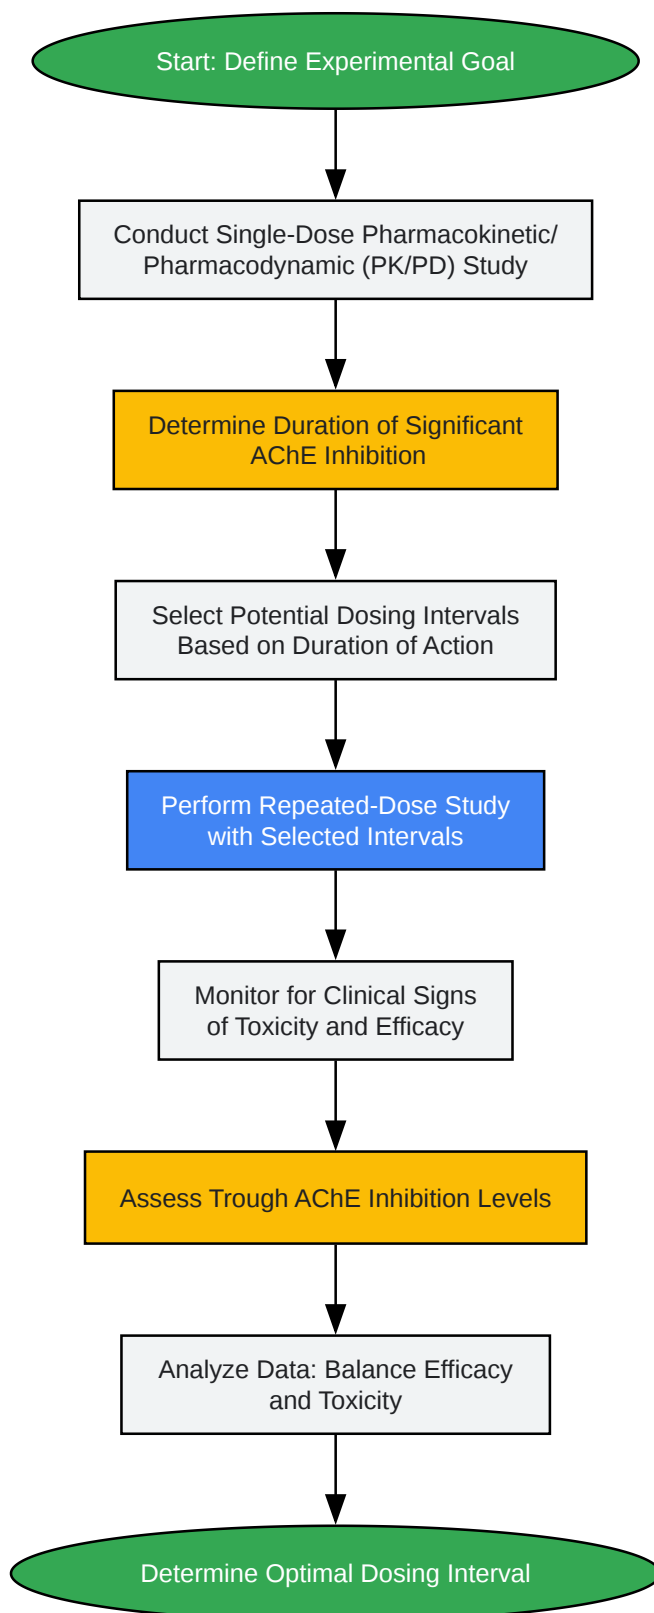 Start: Define Experimental Goal
Conduct Single-Dose Pharmacokinetic/
Pharmacodynamic (PK/PD) Study
Determine Duration of Significant
AChE Inhibition
Select Potential Dosing Intervals
Based on Duration of Action
Perform Repeated-Dose Study
with Selected Intervals
Monitor for Clinical Signs
of Toxicity and Efficacy
Assess Trough AChE Inhibition Levels
Analyze Data: Balance Efficacy
and Toxicity
Determine Optimal Dosing Interval